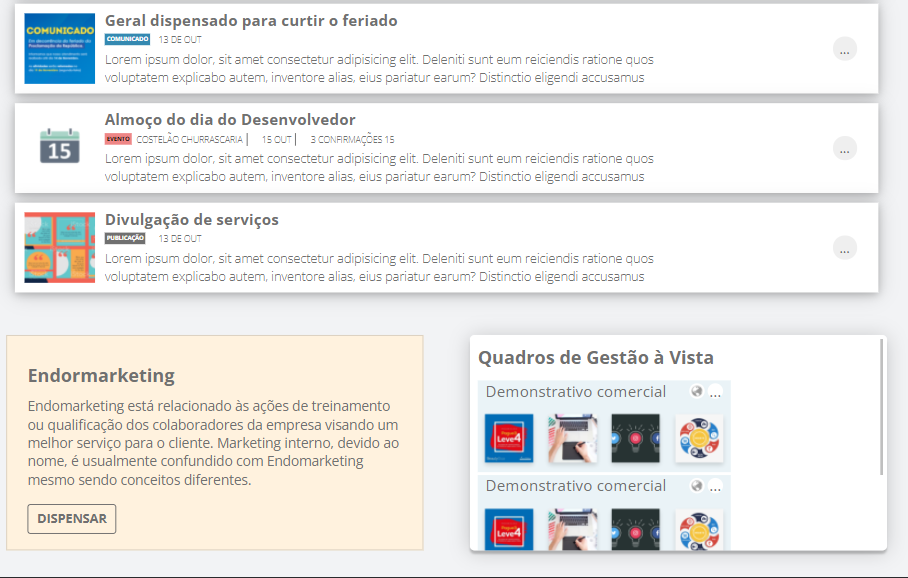 Geral dispensado para curtir o feriado
COMUNICADO
COMUNICADO 13 DE OUT
Lorem ipsum dolor, sit amet consectetur adipisicing elit. Deleniti sunt eum reiciendis ratione quos
voluptatem explicabo autem, inventore alias, eius pariatur earum? Distinctio eligendi accusamus
...
Almoço do dia do Desenvolvedor
15
EVENTO COSTELÃO CHURRASCARIA | 15 OUT | 3 CONFIRMAÇÕES 15
Lorem ipsum dolor, sit amet consectetur adipisicing elit. Deleniti sunt eum reiciendis ratione quos
voluptatem explicabo autem, inventore alias, eius pariatur earum? Distinctio eligendi accusamus
...
Divulgação de serviços
PUBLICAÇÃO 13 DE OUT
Lorem ipsum dolor, sit amet consectetur adipisicing elit. Deleniti sunt eum reiciendis ratione quos
voluptatem explicabo autem, inventore alias, eius pariatur earum? Distinctio eligendi accusamus
...
Endormarketing
Endomarketing está relacionado às ações de treinamento
ou qualificação dos colaboradores da empresa visando um
melhor serviço para o cliente. Marketing interno, devido ao
nome, é usualmente confundido com Endomarketing
mesmo sendo conceitos diferentes.
DISPENSAR
Quadros de Gestão à Vista
Demonstrativo comercial ...
Leve4
Demonstrativo comercial ...
Leve4